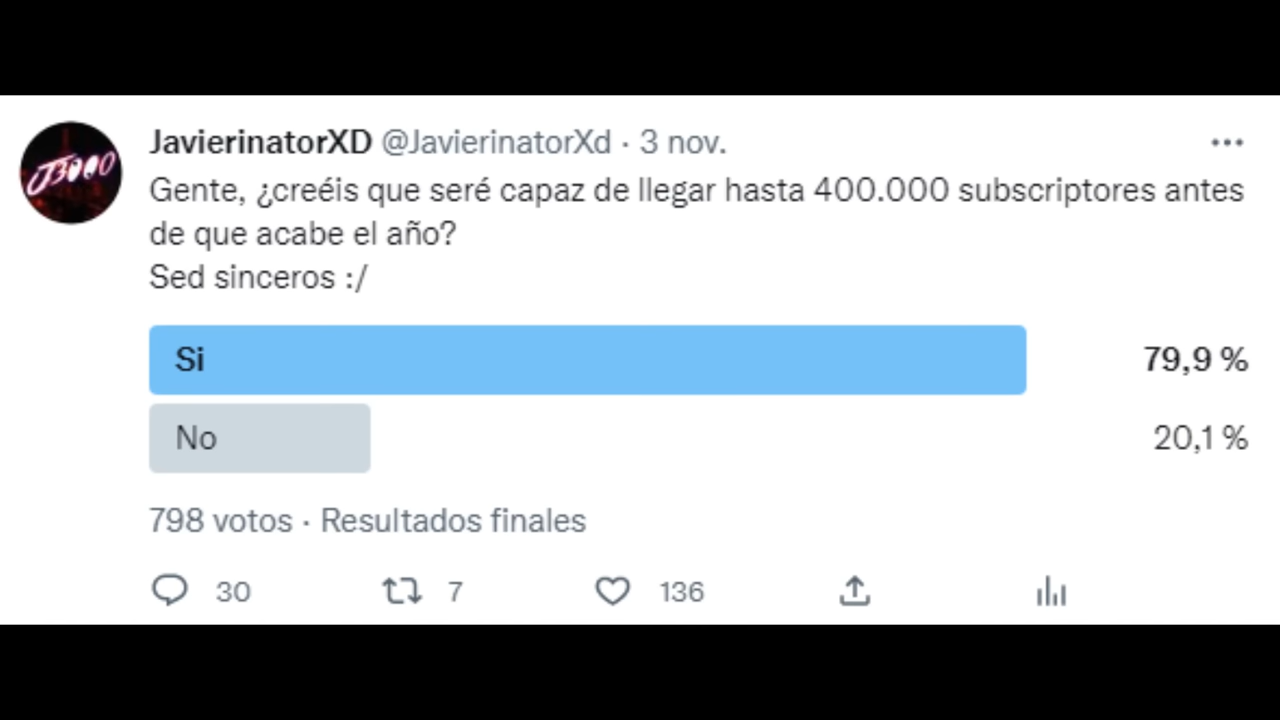 J3000
JavierinatorXD @JavierinatorXd · 3 nov.
Gente, ¿creéis que seré capaz de llegar hasta 400.000 subscriptores antes
de que acabe el año?
Sed sinceros :/
Si 79,9 %
No 20,1 %
798 votos · Resultados finales
30 7 136